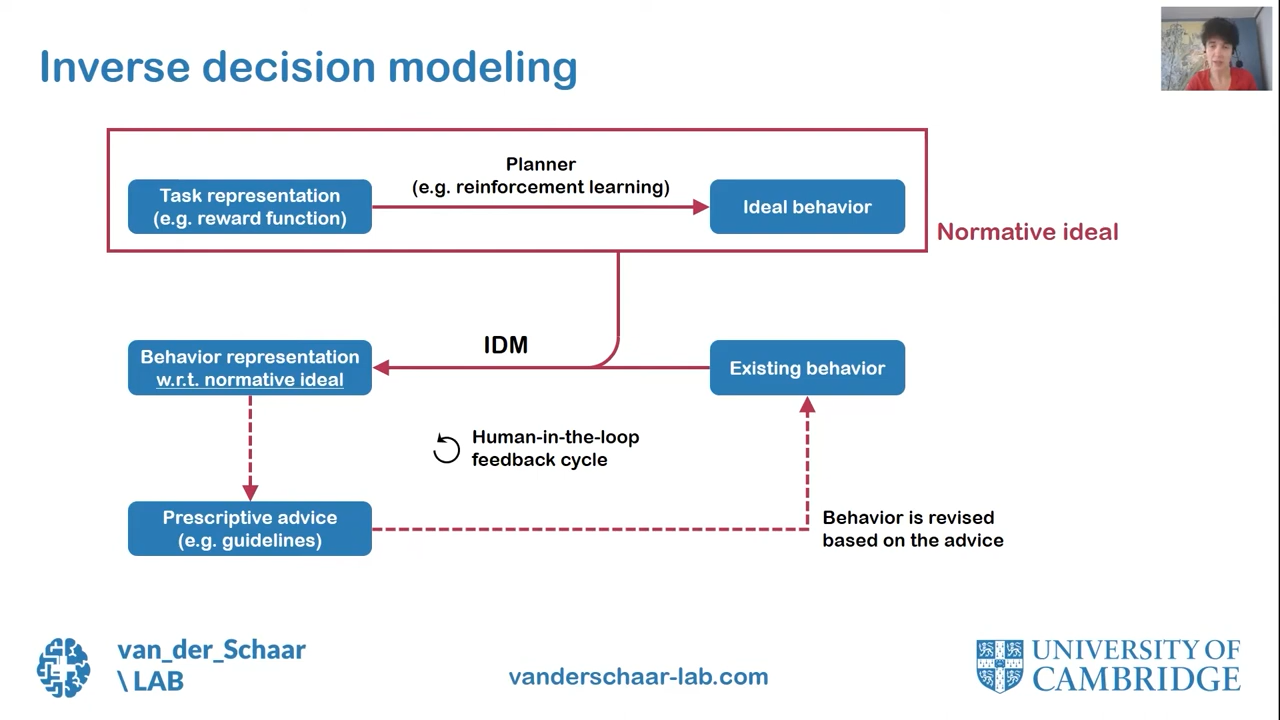 Inverse decision modeling
Planner
(e.g. reinforcement learning)
Task representation
(e.g. reward function)
Ideal behavior
Normative ideal
IDM
Behavior representation
w.r.t. normative ideal
Existing behavior
Human-in-the-loop
feedback cycle
Prescriptive advice
(e.g. guidelines)
Behavior is revised
based on the advice
van_der_Schaar
\ LAB
vanderschaar-lab.com
UNIVERSITY OF
CAMBRIDGE